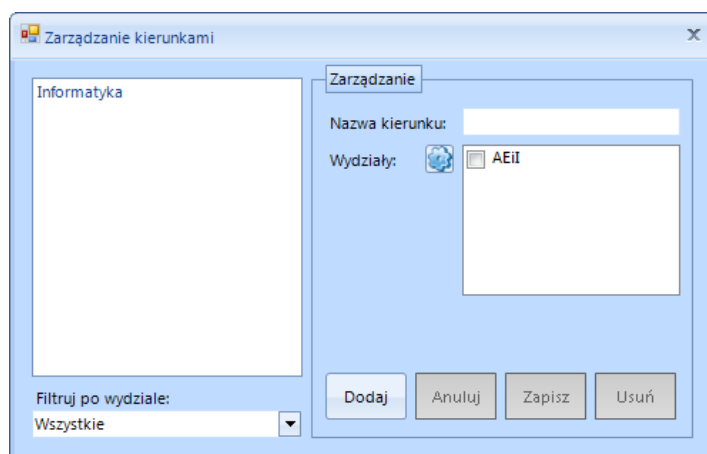 Zarządzanie kierunkami
Informatyka
Filtruj po wydziale:
Wszystkie
Zarządzanie
Nazwa kierunku:
Wydziały:
AEiI
Dodaj
Anuluj
Zapisz
Usuń